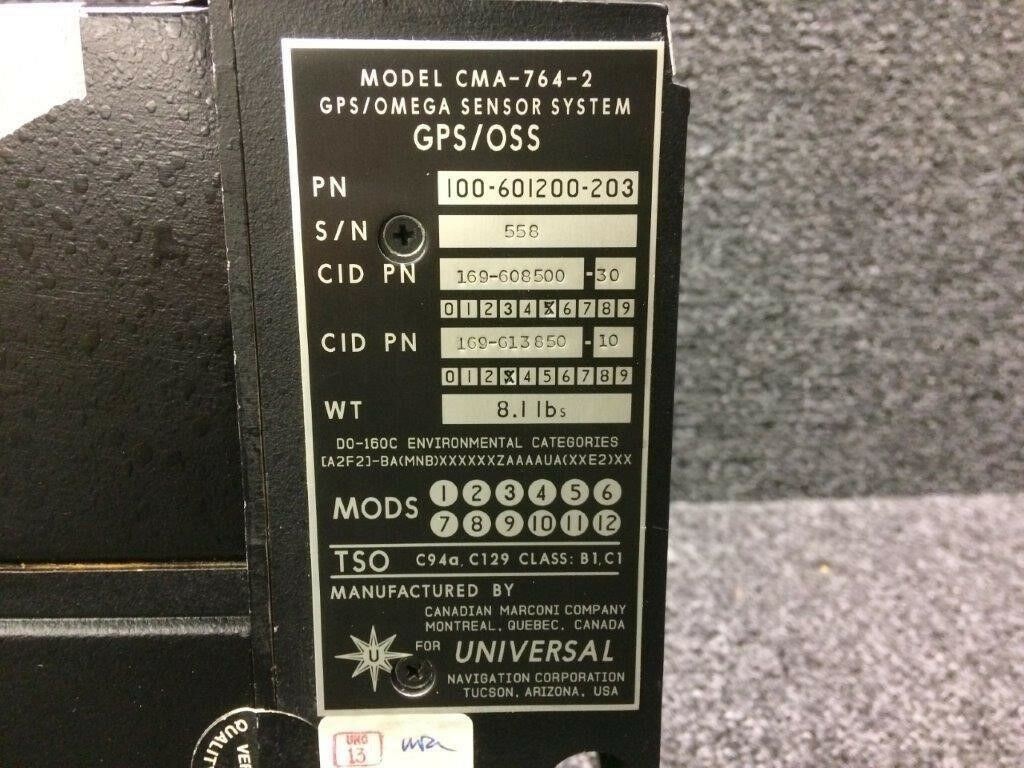 MODEL CMA-764-2
GPS/OMEGA SENSOR SYSTEM
GPS/OSS
PN 100-601200-203
S/N 558
CID PN 169-608500 -30
0 1 2 3 4 5 6 7 8 9
CID PN 169-613850 -10
0 1 2 3 4 5 6 7 8 9
WT 8.1 lbs
DO-160C ENVIRONMENTAL CATEGORIES
[A2F2]-BA(MNB)XXXXXXZAAAAUA(XXE2)XX
MODS 1 2 3 4 5 6
7 8 9 10 11 12
TSO C94a, C129 CLASS: B1, C1
MANUFACTURED BY
CANADIAN MARCONI COMPANY
MONTREAL, QUEBEC, CANADA
U FOR UNIVERSAL
NAVIGATION CORPORATION
TUCSON, ARIZONA, USA
QUALITY
UNC
13